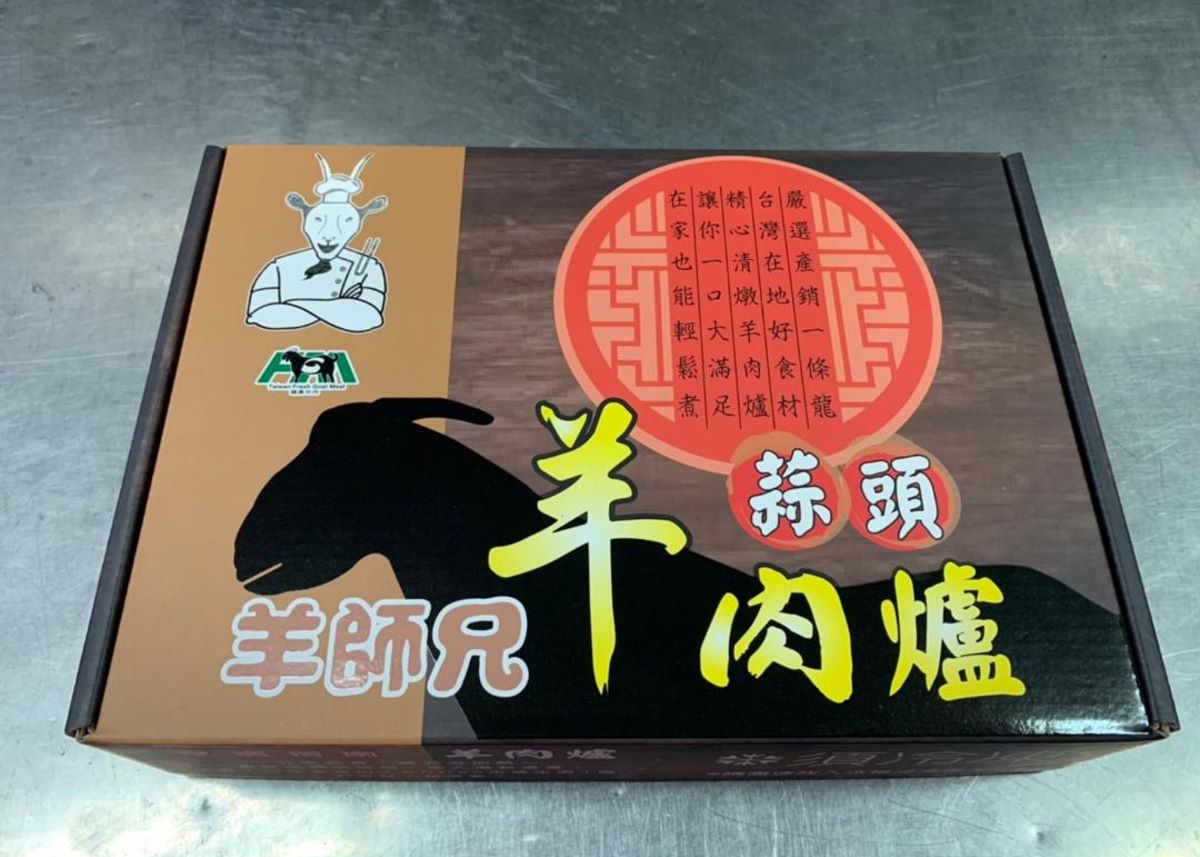 嚴選產銷一條龍
台灣在地好食材
精心清燉羊肉爐
讓你一口大滿足
在家也能輕鬆煮
Taiwan Fresh Goat Meat
蒜頭
羊肉爐
羊師兄
羊肉爐